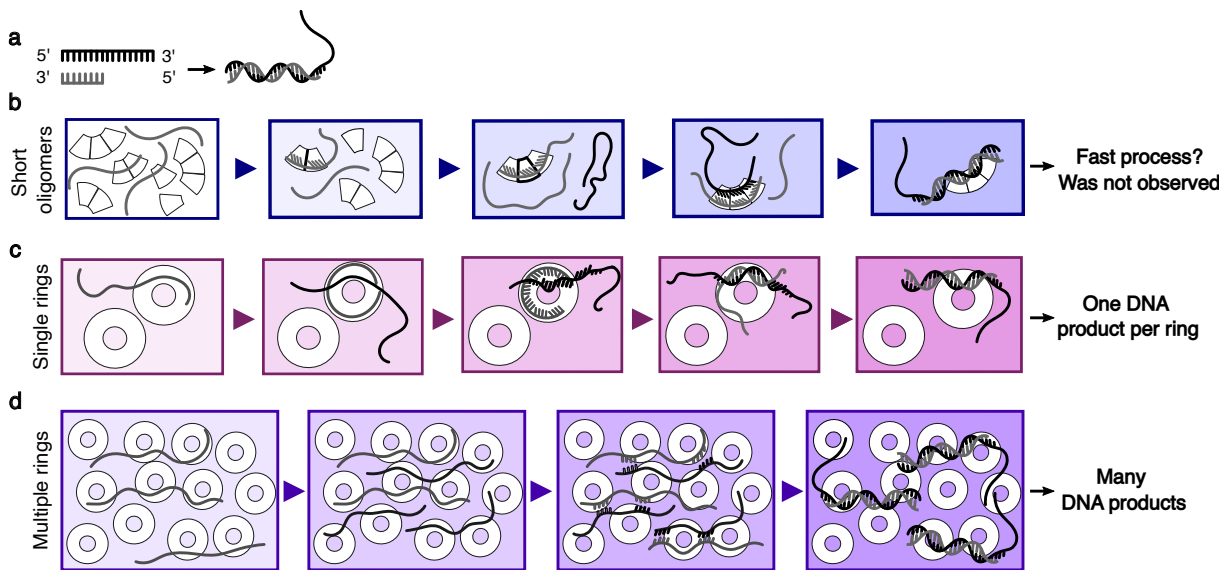 a
5' 3'
3' 5'
b
Short
oligomers
Fast process?
Was not observed
c
Single rings
One DNA
product per ring
d
Multiple rings
Many
DNA products